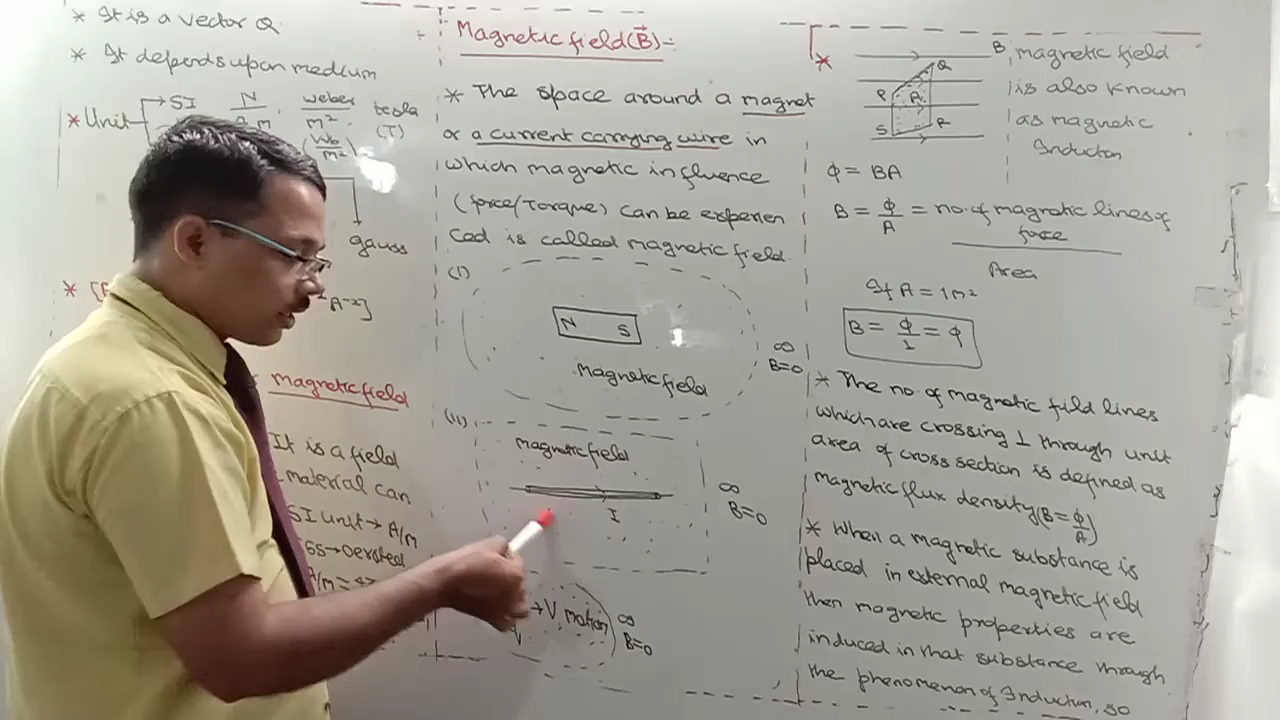 * It is a vector Q
* It depends upon medium
* Unit → SI N/ m, weber/m², tesla (T)
(Wb/m²)
gauss
A⁻²]
magnetic field
It is a field
material can
SI unit → A/m
→ oersted
A/m =
Magnetic field (B⃗) :-
* The space around a magnet
or a current carrying wire in
which magnetic influence
(force/Torque) can be experien
ced is called magnetic field.
(I)
N S
magnetic field
∞
B=0
(II)
magnetic field
I
∞
B=0
→ V motion
∞
B=0
*
B
Q
P A
S R
magnetic field
is also known
as magnetic
Induction
ϕ = BA
B = ϕ/A = no. of magnetic lines of force / Area
If A = 1m²
B = ϕ/1 = ϕ
* The no. of magnetic field lines
which are crossing ⊥ through unit
area of cross section is defined as
magnetic flux density (B = ϕ/A)
* When a magnetic substance is
placed in external magnetic field
then magnetic properties are
induced in that substance through
the phenomenon of Induction, so